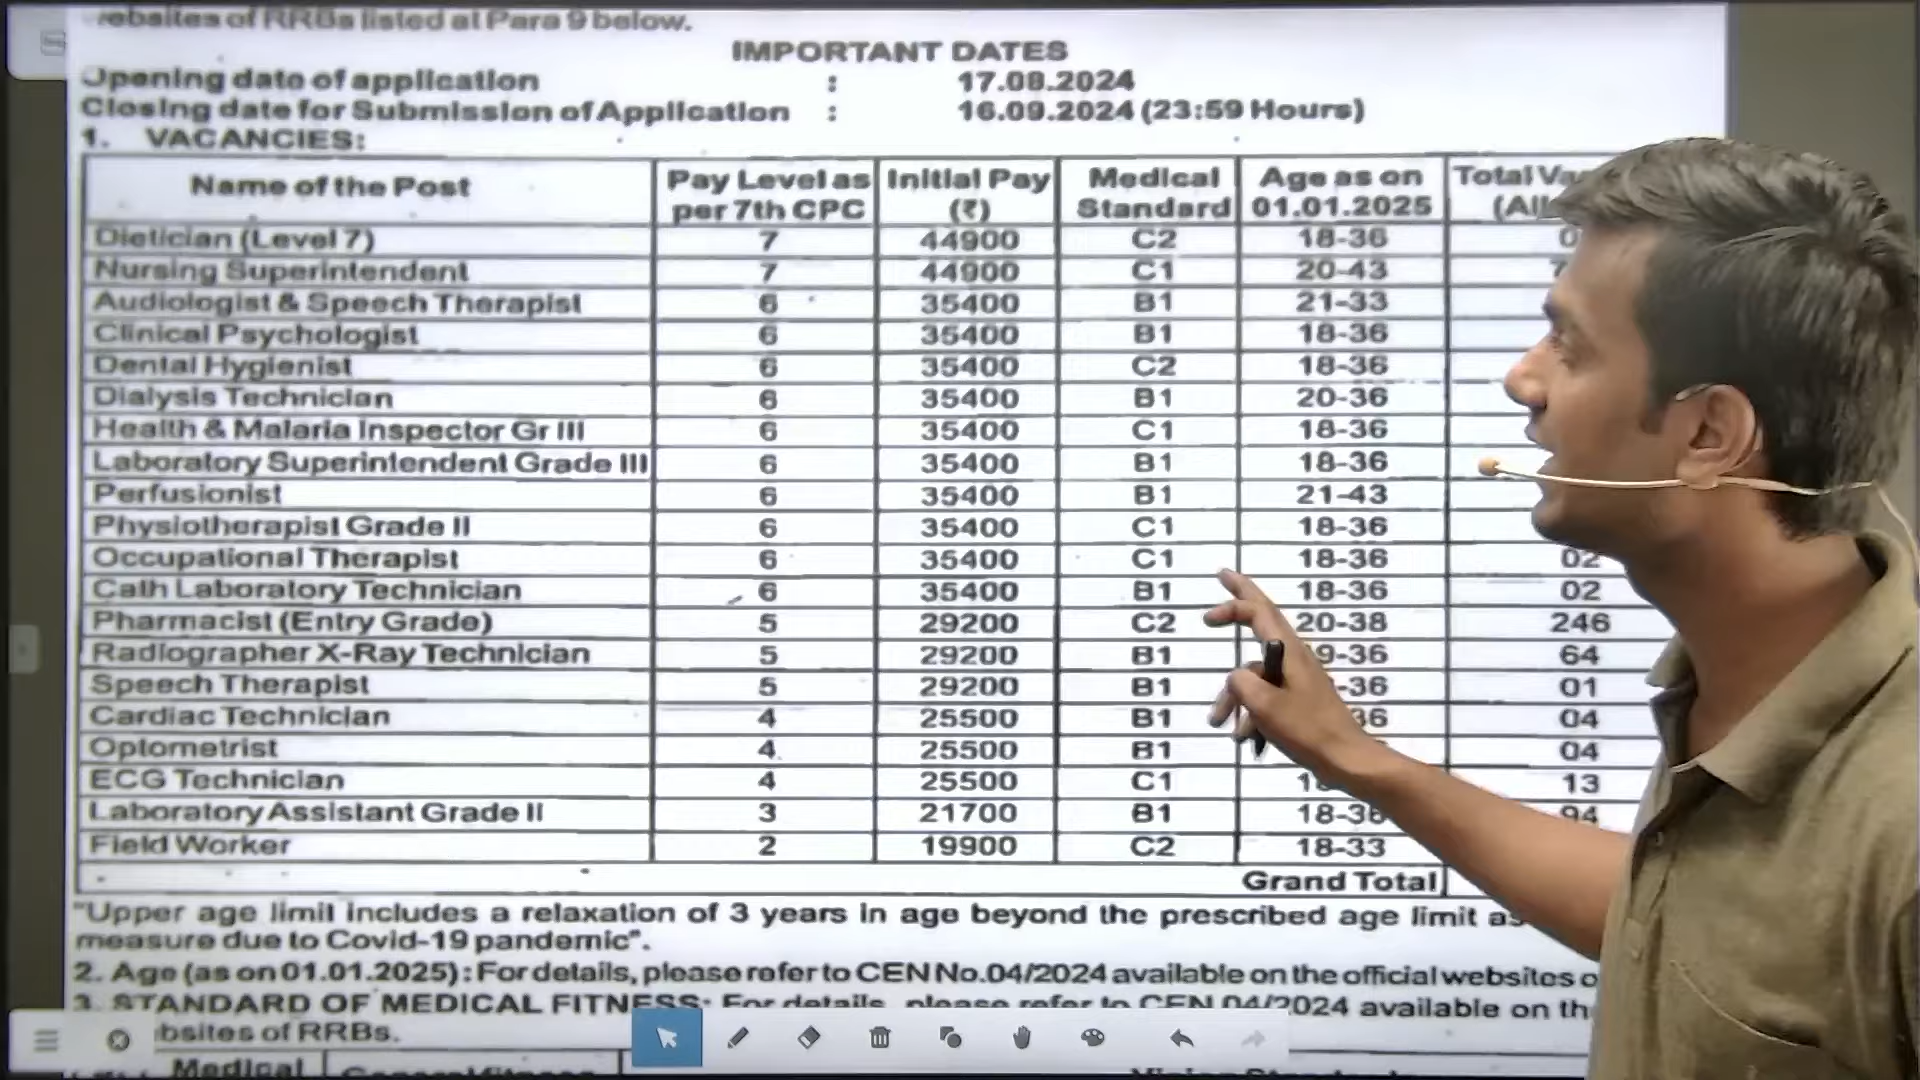 websites of RRBs listed at Para 9 below.
IMPORTANT DATES
Opening date of application : 17.08.2024
Closing date for Submission of Application : 16.09.2024 (23:59 Hours)
1. VACANCIES:
Name of the Post Pay Level as per 7th CPC Initial Pay (₹) Medical Standard Age as on 01.01.2025 Total
Dietician (Level 7) 7 44900 C2 18-36
Nursing Superintendent 7 44900 C1 20-43
Audiologist & Speech Therapist 6 35400 B1 21-33
Clinical Psychologist 6 35400 B1 18-36
Dental Hygienist 6 35400 C2 18-36
Dialysis Technician 6 35400 B1 20-36
Health & Malaria Inspector Gr III 6 35400 C1 18-36
Laboratory Superintendent Grade III 6 35400 B1 18-36
Perfusionist 6 35400 B1 21-43
Physiotherapist Grade II 6 35400 C1 18-36
Occupational Therapist 6 35400 C1 18-36 02
Cath Laboratory Technician 6 35400 B1 18-36 02
Pharmacist (Entry Grade) 5 29200 C2 20-38 246
Radiographer X-Ray Technician 5 29200 B1 9-36 64
Speech Therapist 5 29200 B1 -36 01
Cardiac Technician 4 25500 B1 36 04
Optometrist 4 25500 B1 04
ECG Technician 4 25500 C1 13
Laboratory Assistant Grade II 3 21700 B1 18-36 94
Field Worker 2 19900 C2 18-33
Grand Total
"Upper age limit includes a relaxation of 3 years in age beyond the prescribed age limit as
measure due to Covid-19 pandemic".
2. Age (as on 01.01.2025) : For details, please refer to CEN No.04/2024 available on the official websites o
3. STANDARD OF MEDICAL FITNESS: For details, please refer to CEN 04/2024 available on th
bsites of RRBs.
Medical General fitness Vision Standards